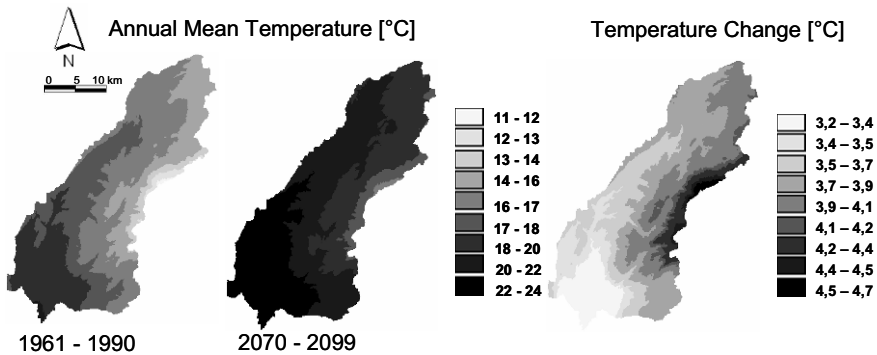 Annual Mean Temperature [°C]
Temperature Change [°C]
N
0 5 10 km
11 - 12
12 - 13
13 - 14
14 - 16
16 - 17
17 - 18
18 - 20
20 - 22
22 - 24
3,2 – 3,4
3,4 – 3,5
3,5 – 3,7
3,7 – 3,9
3,9 – 4,1
4,1 – 4,2
4,2 – 4,4
4,4 – 4,5
4,5 – 4,7
1961 - 1990
2070 - 2099